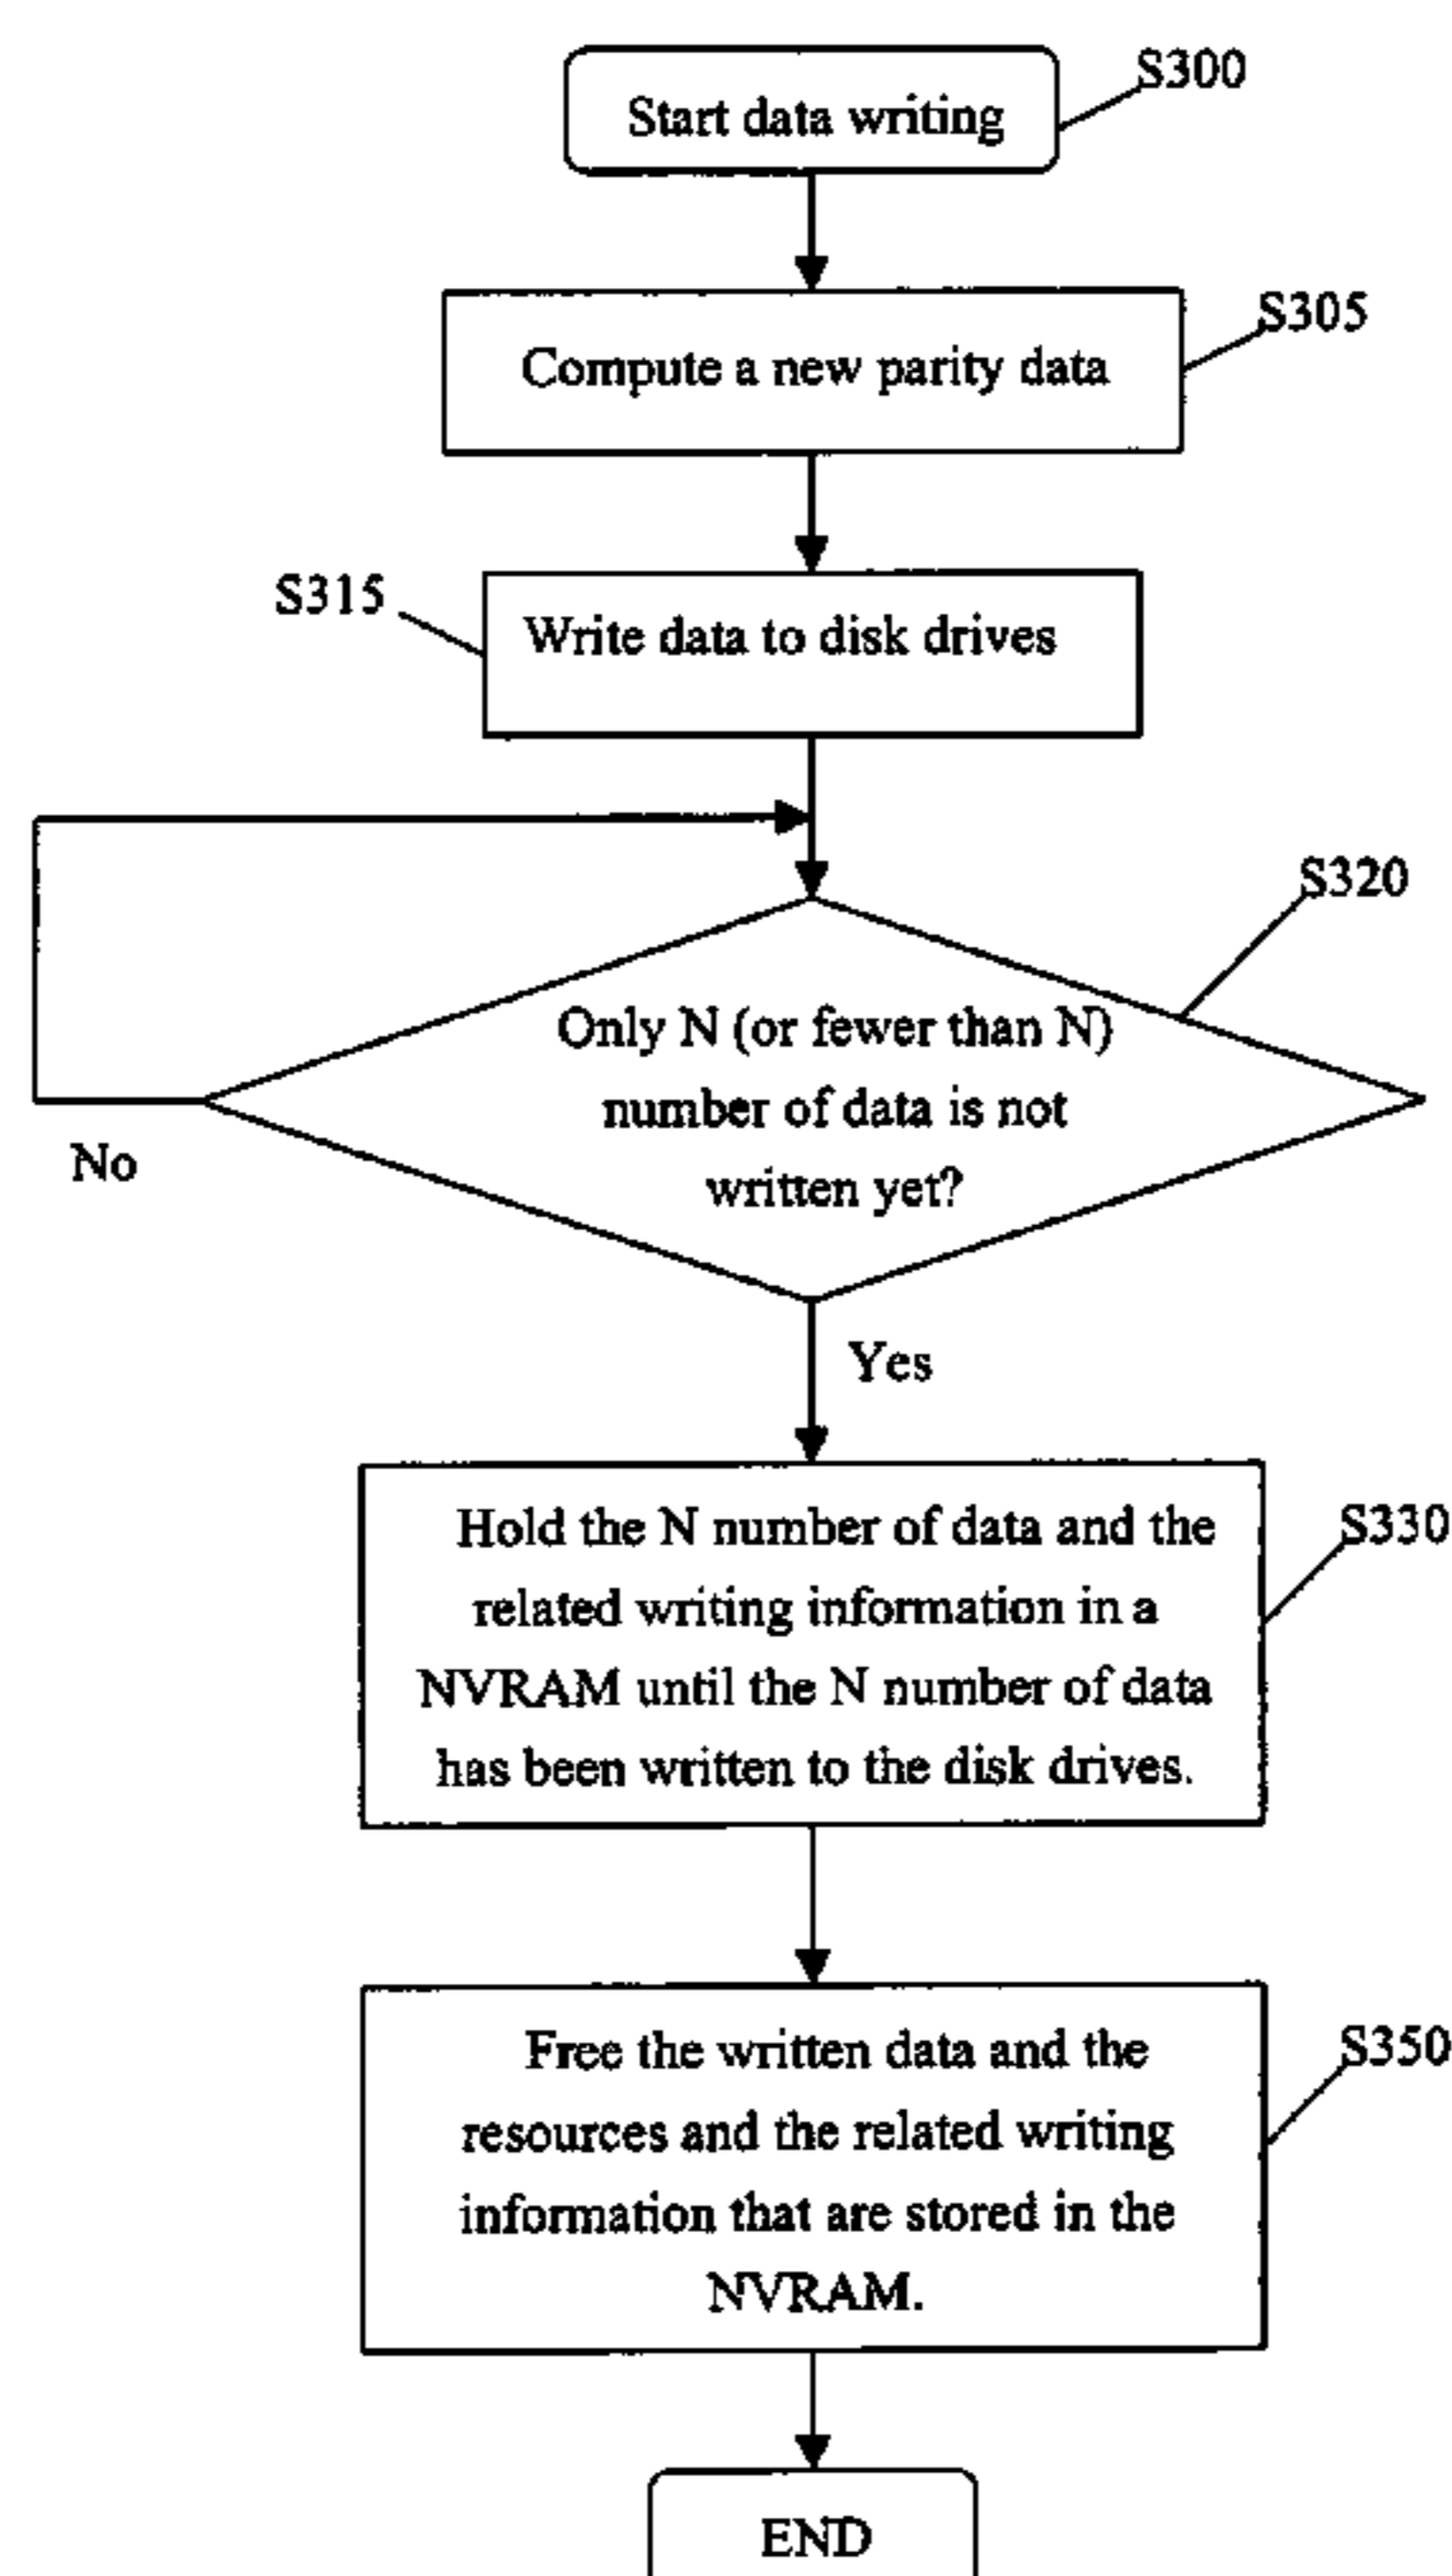 S300
Start data writing
S305
Compute a new parity data
S315
Write data to disk drives
S320
Only N (or fewer than N)
number of data is not
written yet?
No
Yes
Hold the N number of data and the
related writing information in a
NVRAM until the N number of data
has been written to the disk drives.
S330
Free the written data and the
resources and the related writing
information that are stored in the
NVRAM.
S350
END